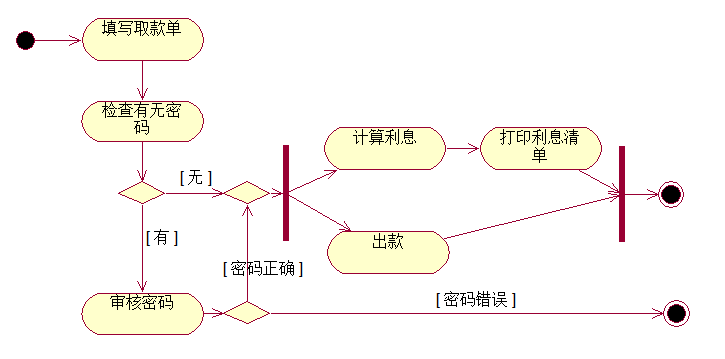 填写取款单
检查有无密
码
[ 无 ]
[ 有 ]
审核密码
[ 密码正确 ]
计算利息
打印利息清
单
出款
[ 密码错误 ]